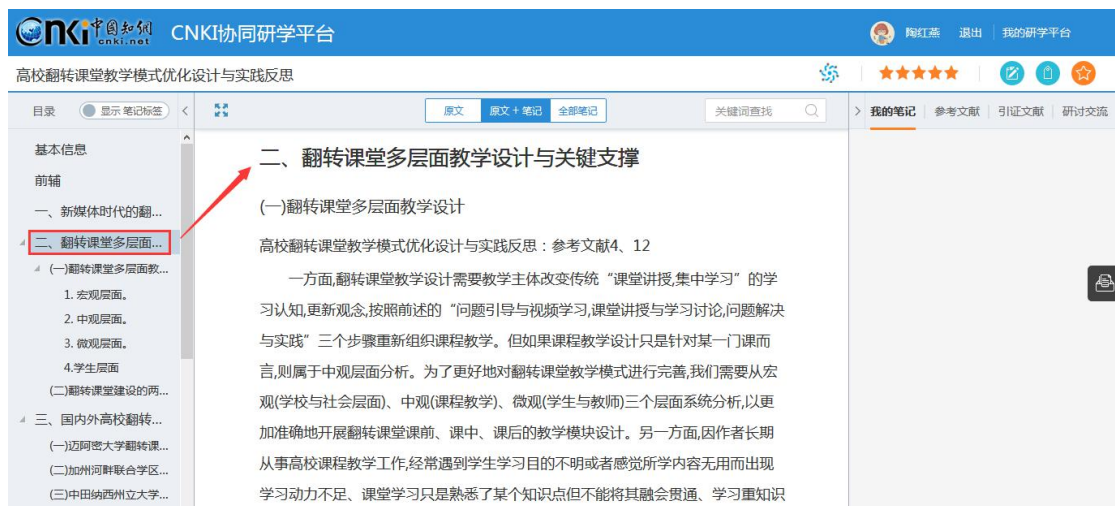 Cnki中国知网
cnki.net
CNKI协同研学平台
陶红燕 退出 我的研学平台
高校翻转课堂教学模式优化设计与实践反思
目录 显示 笔记标签
原文 原文 + 笔记 全部笔记
关键词查找
我的笔记 参考文献 引证文献 研讨交流
基本信息
前辅
一、新媒体时代的翻...
二、翻转课堂多层面...
(一)翻转课堂多层面教...
1. 宏观层面。
2. 中观层面。
3. 微观层面。
4.学生层面
(二)翻转课堂建设的两...
三、国内外高校翻转...
(一)迈阿密大学翻转课...
(二)加州河畔联合学区...
(三)中田纳西州立大学...
二、翻转课堂多层面教学设计与关键支撑
(一)翻转课堂多层面教学设计
高校翻转课堂教学模式优化设计与实践反思：参考文献4、12
一方面,翻转课堂教学设计需要教学主体改变传统“课堂讲授,集中学习”的学
习认知,更新观念,按照前述的“问题引导与视频学习,课堂讲授与学习讨论,问题解决
与实践”三个步骤重新组织课程教学。但如果课程教学设计只是针对某一门课而
言,则属于中观层面分析。为了更好地对翻转课堂教学模式进行完善,我们需要从宏
观(学校与社会层面)、中观(课程教学)、微观(学生与教师)三个层面系统分析,以更
加准确地开展翻转课堂课前、课中、课后的教学模块设计。另一方面,因作者长期
从事高校课程教学工作,经常遇到学生学习目的不明或者感觉所学内容无用而出现
学习动力不足、课堂学习只是熟悉了某个知识点但不能将其融会贯通、学习重知识